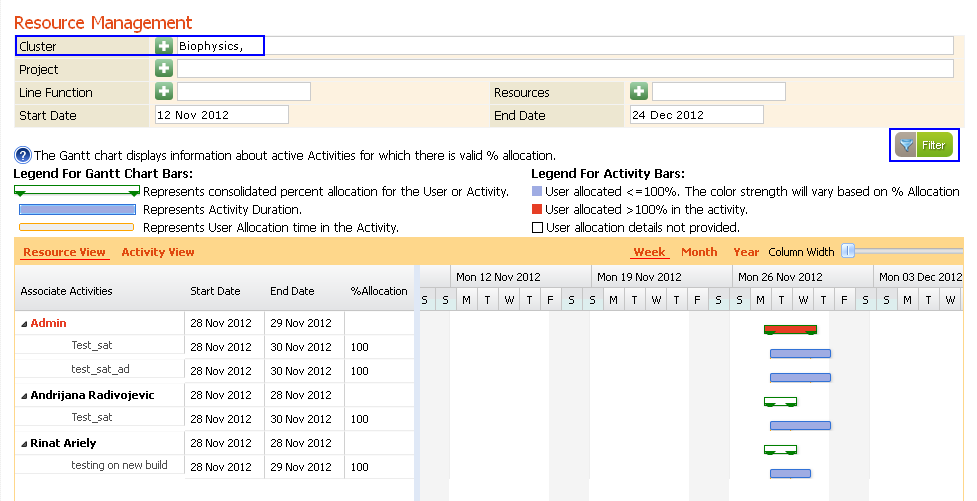 Resource Management
Cluster Biophysics,
Project
Line Function Resources
Start Date 12 Nov 2012 End Date 24 Dec 2012
Filter
? The Gantt chart displays information about active Activities for which there is valid % allocation.
Legend For Gantt Chart Bars: Legend For Activity Bars:
Represents consolidated percent allocation for the User or Activity. User allocated <=100%. The color strength will vary based on % Allocation
Represents Activity Duration. User allocated >100% in the activity.
Represents User Allocation time in the Activity. User allocation details not provided.
Resource View Activity View Week Month Year Column Width
Mon 12 Nov 2012 Mon 19 Nov 2012 Mon 26 Nov 2012 Mon 03 Dec 2012
Associate Activities Start Date End Date %Allocation
S S M T W T F S S M T W T F S S M T W T F S S M T W
Admin 28 Nov 2012 29 Nov 2012
Test_sat 28 Nov 2012 30 Nov 2012 100
test_sat_ad 28 Nov 2012 30 Nov 2012 100
Andrijana Radivojevic 28 Nov 2012 28 Nov 2012
Test_sat 28 Nov 2012 30 Nov 2012 100
Rinat Ariely 28 Nov 2012 28 Nov 2012
testing on new build 28 Nov 2012 29 Nov 2012 100